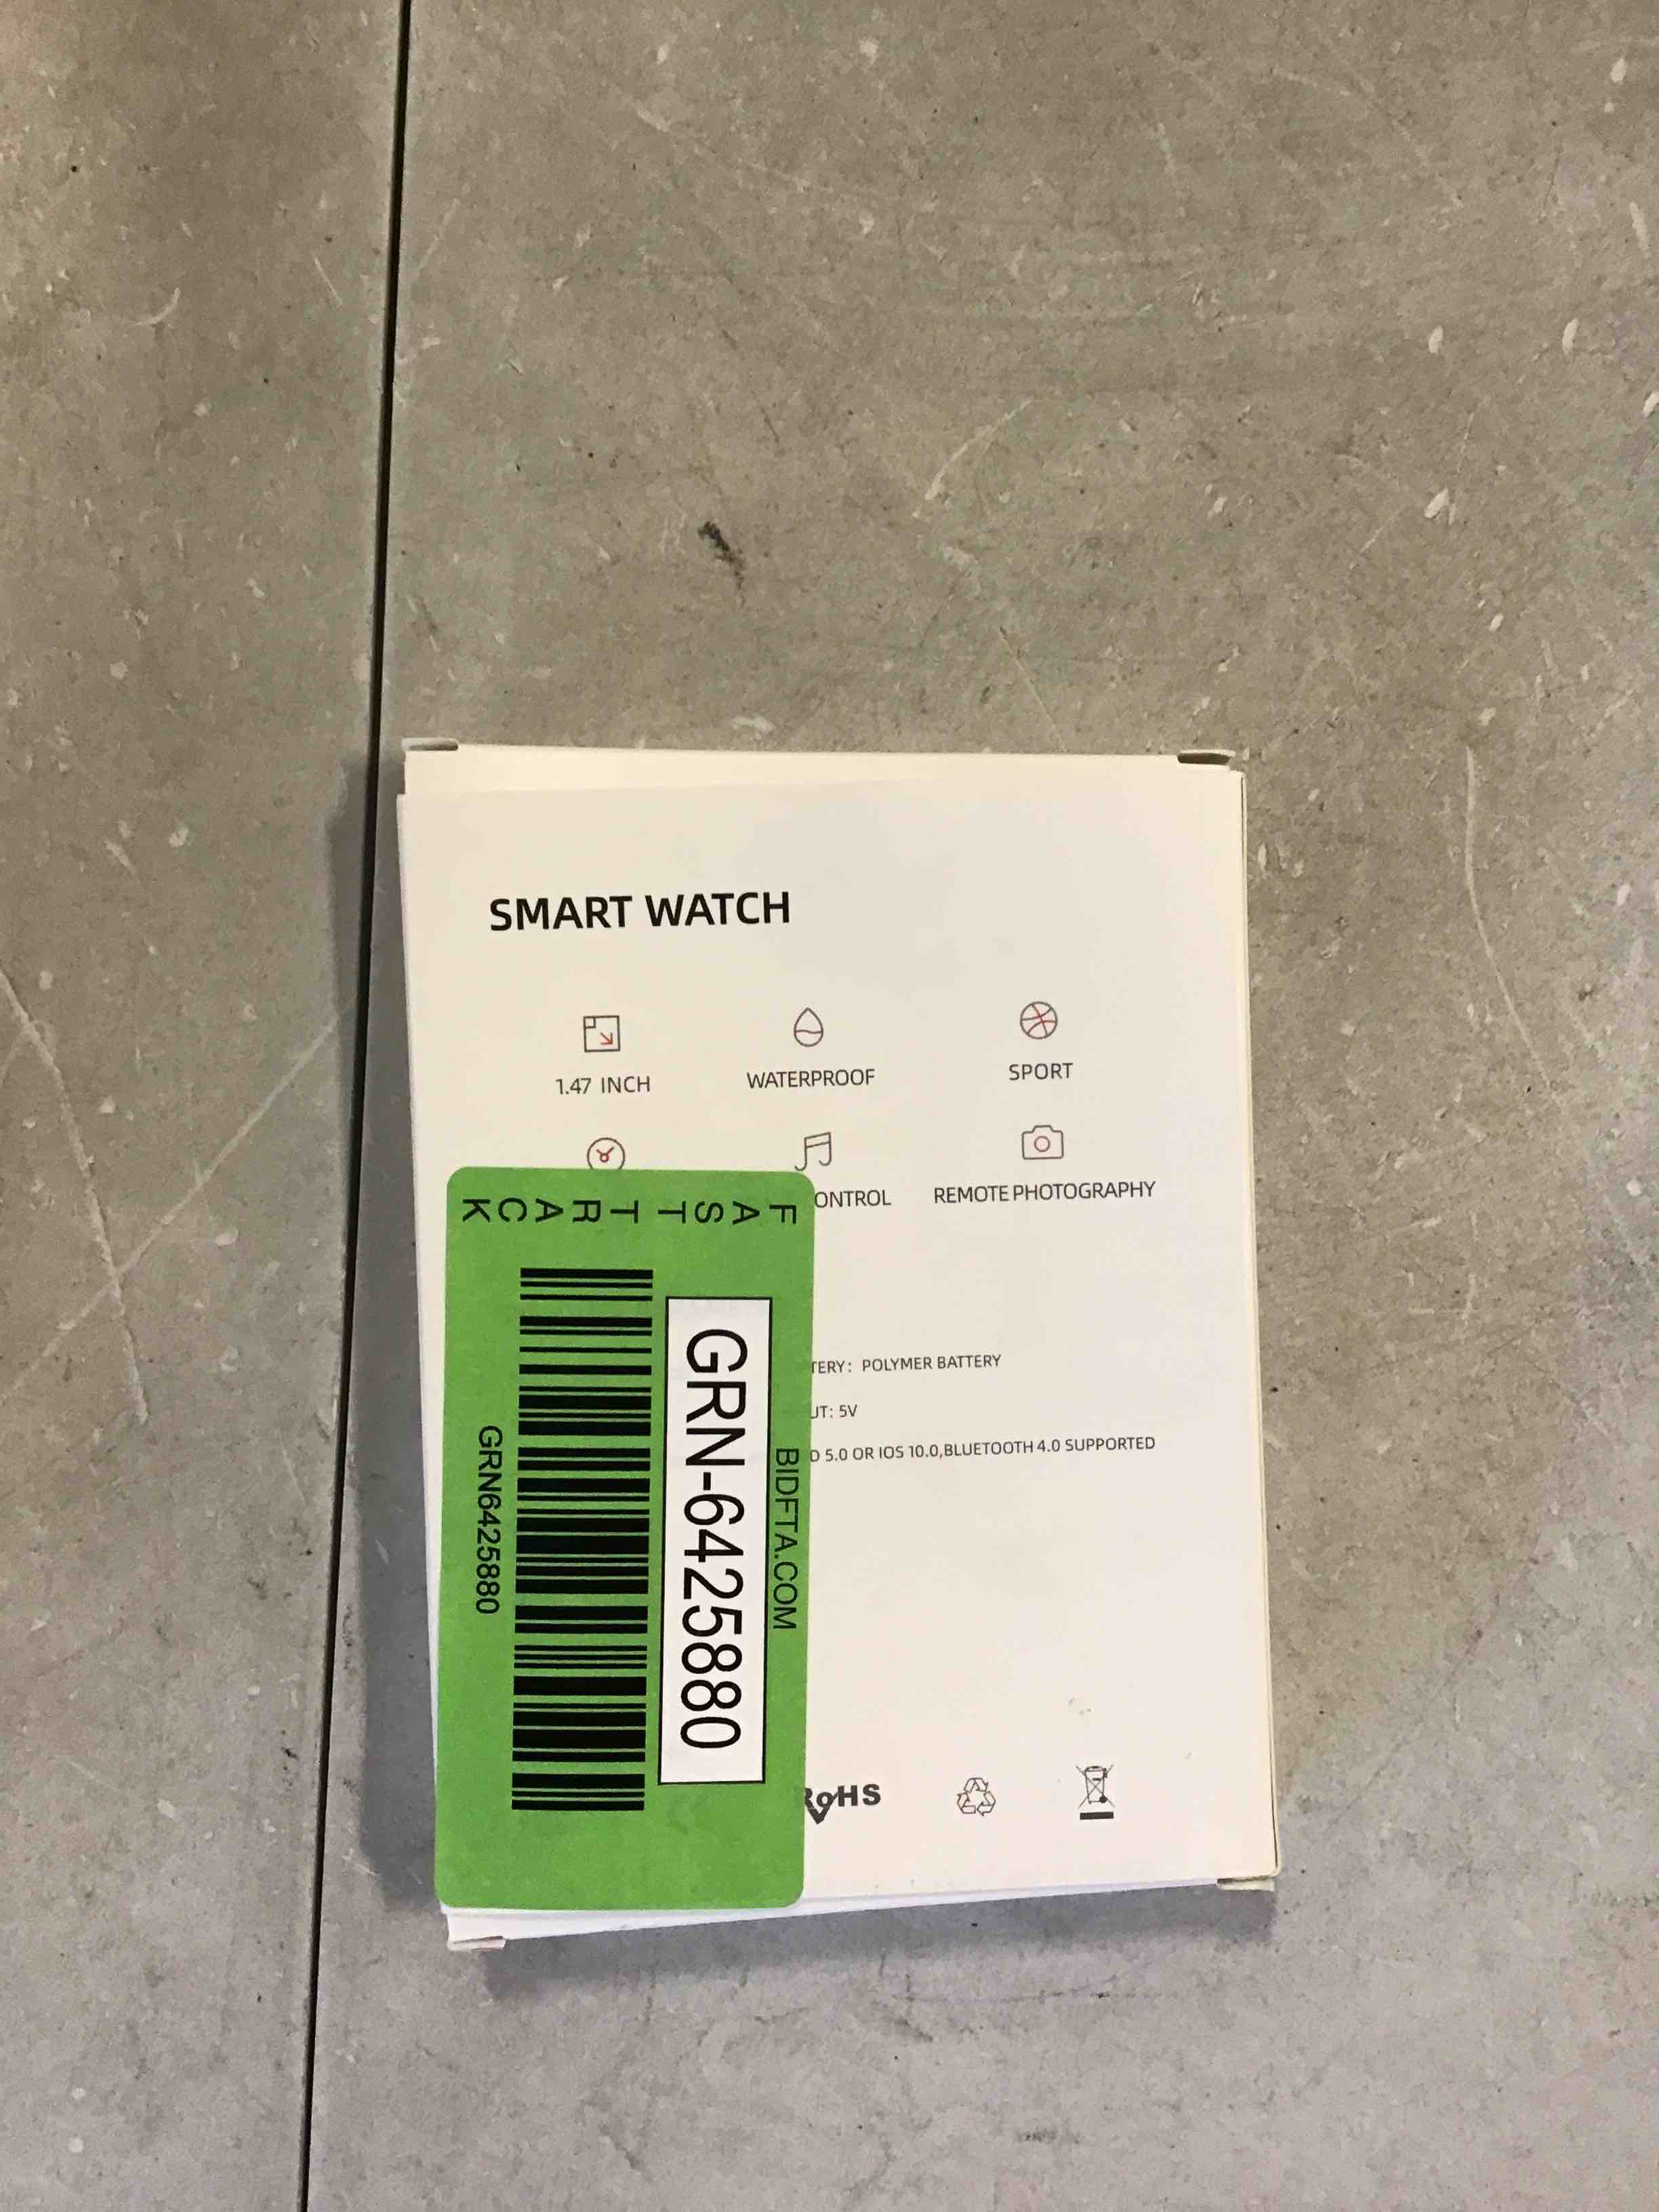 SMART WATCH
1.47 INCH
WATERPROOF
SPORT
ONTROL
REMOTE PHOTOGRAPHY
TERY: POLYMER BATTERY
UT: 5V
D 5.0 OR IOS 10.0,BLUETOOTH 4.0 SUPPORTED
RoHS
FAST TRACK
BIDFTA.COM
GRN-6425880
GRN6425880